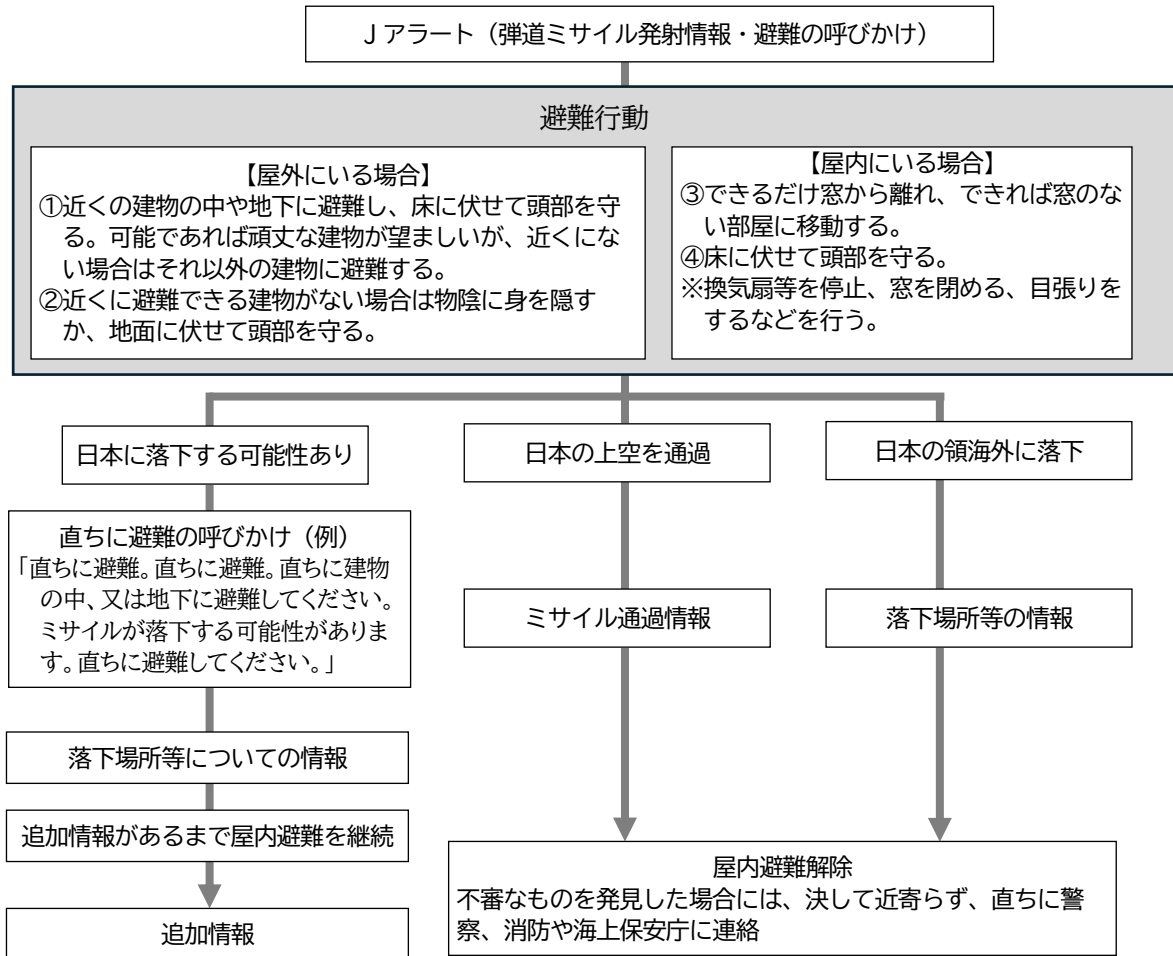 Ｊアラート（弾道ミサイル発射情報・避難の呼びかけ）
避難行動
【屋外にいる場合】
①近くの建物の中や地下に避難し、床に伏せて頭部を守
る。可能であれば頑丈な建物が望ましいが、近くにな
い場合はそれ以外の建物に避難する。
②近くに避難できる建物がない場合は物陰に身を隠す
か、地面に伏せて頭部を守る。
【屋内にいる場合】
③できるだけ窓から離れ、できれば窓のな
い部屋に移動する。
④床に伏せて頭部を守る。
※換気扇等を停止、窓を閉める、目張りを
するなどを行う。
日本に落下する可能性あり
直ちに避難の呼びかけ（例）
「直ちに避難。直ちに避難。直ちに建物
の中、又は地下に避難してください。
ミサイルが落下する可能性がありま
す。直ちに避難してください。」
落下場所等についての情報
追加情報があるまで屋内避難を継続
追加情報
日本の上空を通過
ミサイル通過情報
日本の領海外に落下
落下場所等の情報
屋内避難解除
不審なものを発見した場合には、決して近寄らず、直ちに警
察、消防や海上保安庁に連絡